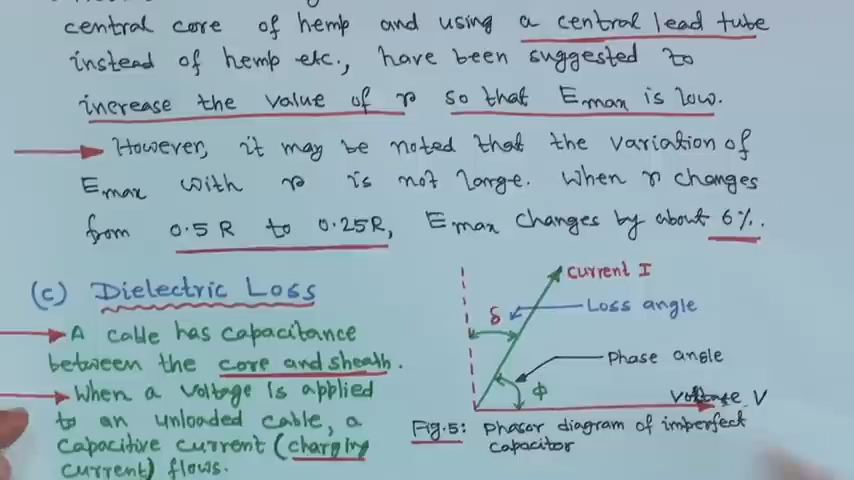 central core of hemp and using a central lead tube
instead of hemp etc., have been suggested to
increase the value of r so that Emax is low.
However, it may be noted that the variation of
Emax with r is not large. When r changes
from 0.5 R to 0.25R, Emax changes by about 6%.
(c) Dielectric Loss
A cable has capacitance
between the core and sheath.
When a voltage is applied
to an unloaded cable, a
capacitive current (charging
current) flows.
current I
δ
Loss angle
Phase angle
ϕ
Voltage V
Fig.5: Phasor diagram of imperfect
capacitor